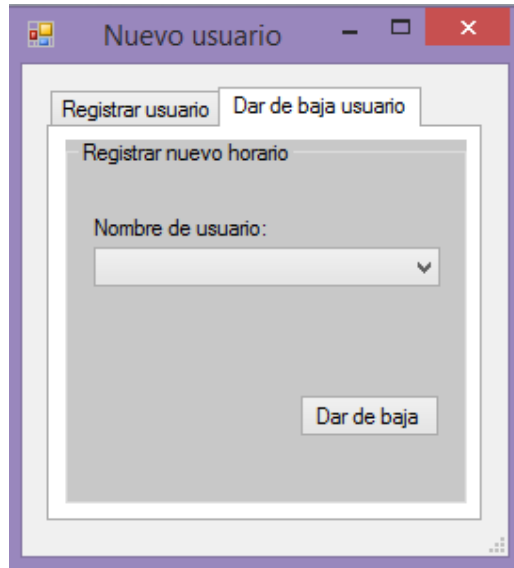 Nuevo usuario
Registrar usuario
Dar de baja usuario
Registrar nuevo horario
Nombre de usuario:
Dar de baja